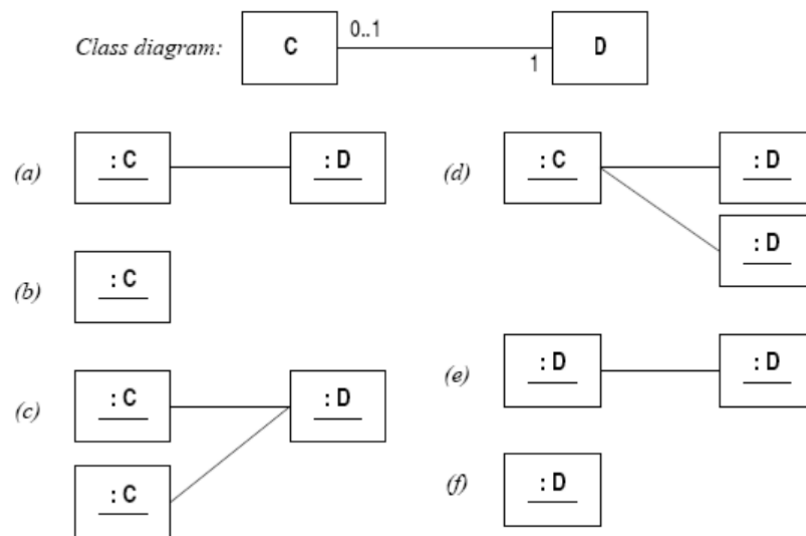 Class diagram:
C
0..1
1
D
(a)
: C
: D
(b)
: C
(c)
: C
: D
: C
(d)
: C
: D
: D
(e)
: D
: D
(f)
: D